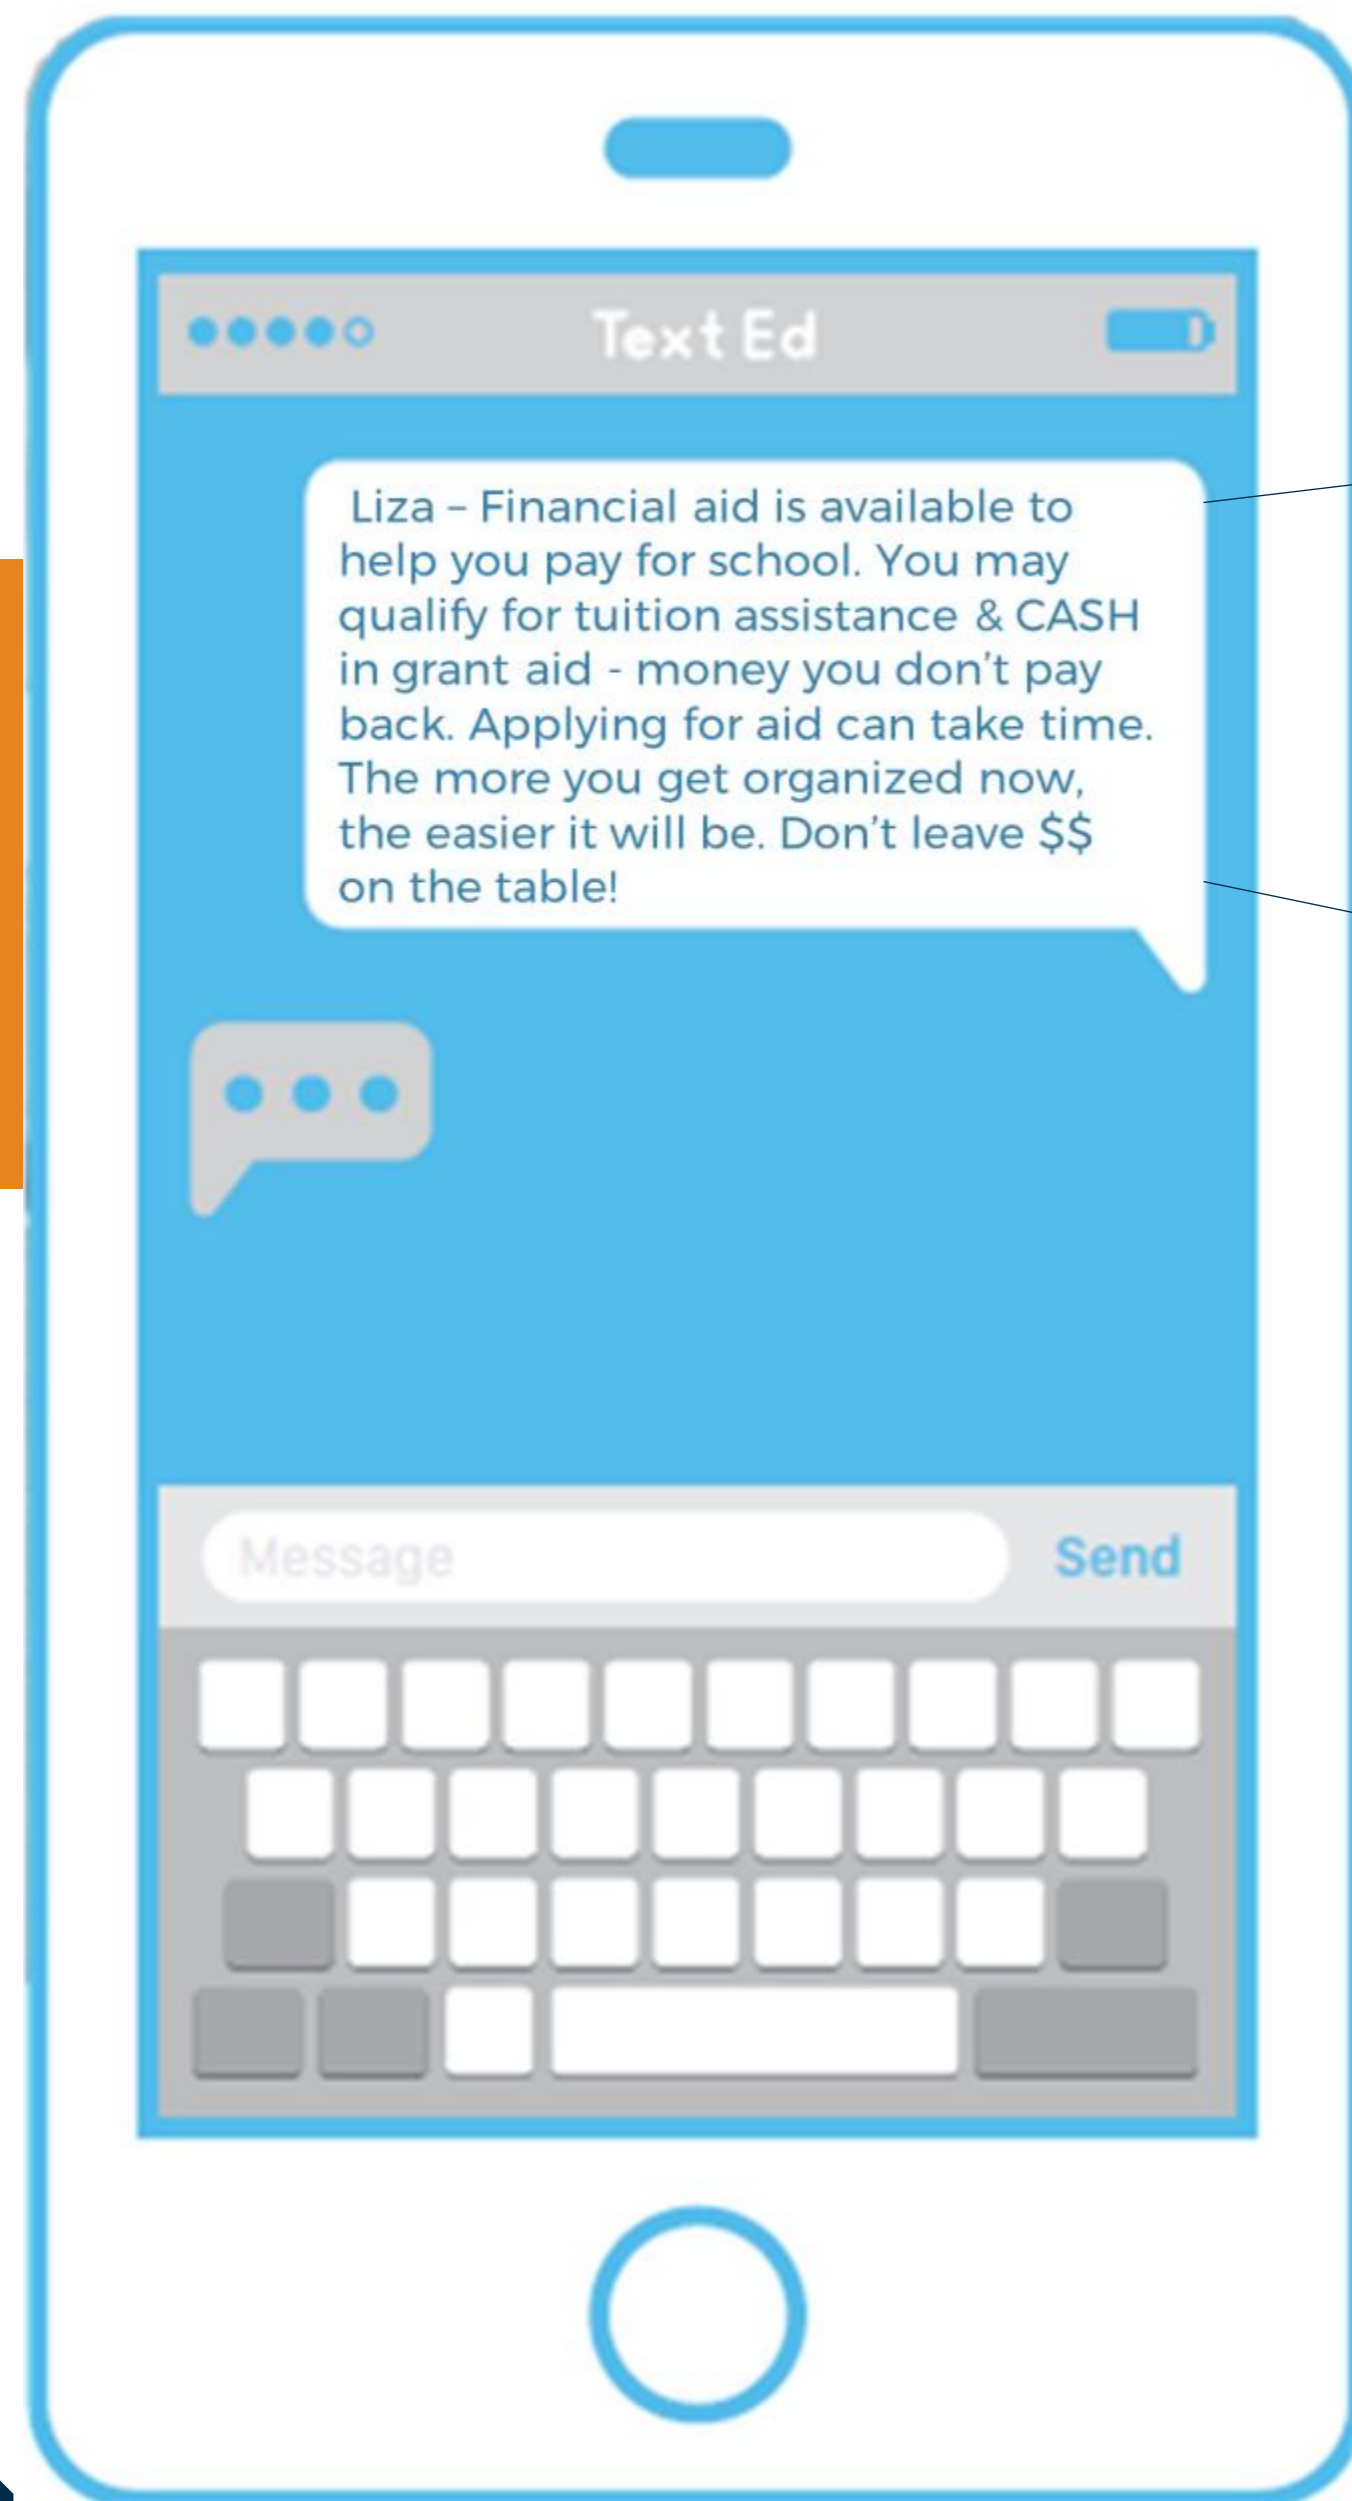 Text Ed
Liza – Financial aid is available to
help you pay for school. You may
qualify for tuition assistance & CASH
in grant aid - money you don’t pay
back. Applying for aid can take time.
The more you get organized now,
the easier it will be. Don’t leave $$
on the table!
Message Send